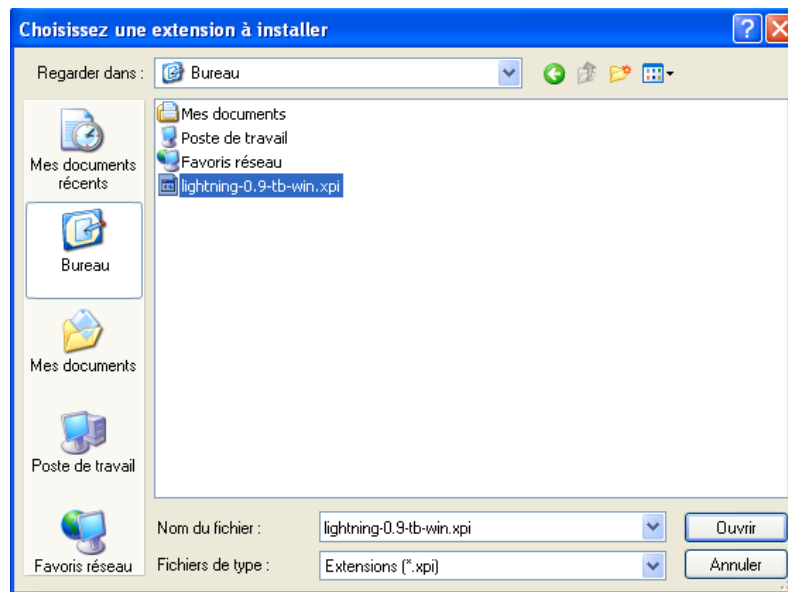 Choisissez une extension à installer
Regarder dans :
Bureau
Mes documents récents
Bureau
Mes documents
Poste de travail
Favoris réseau
Mes documents
Poste de travail
Favoris réseau
lightning-0.9-tb-win.xpi
Nom du fichier :
lightning-0.9-tb-win.xpi
Ouvrir
Fichiers de type :
Extensions (*.xpi)
Annuler